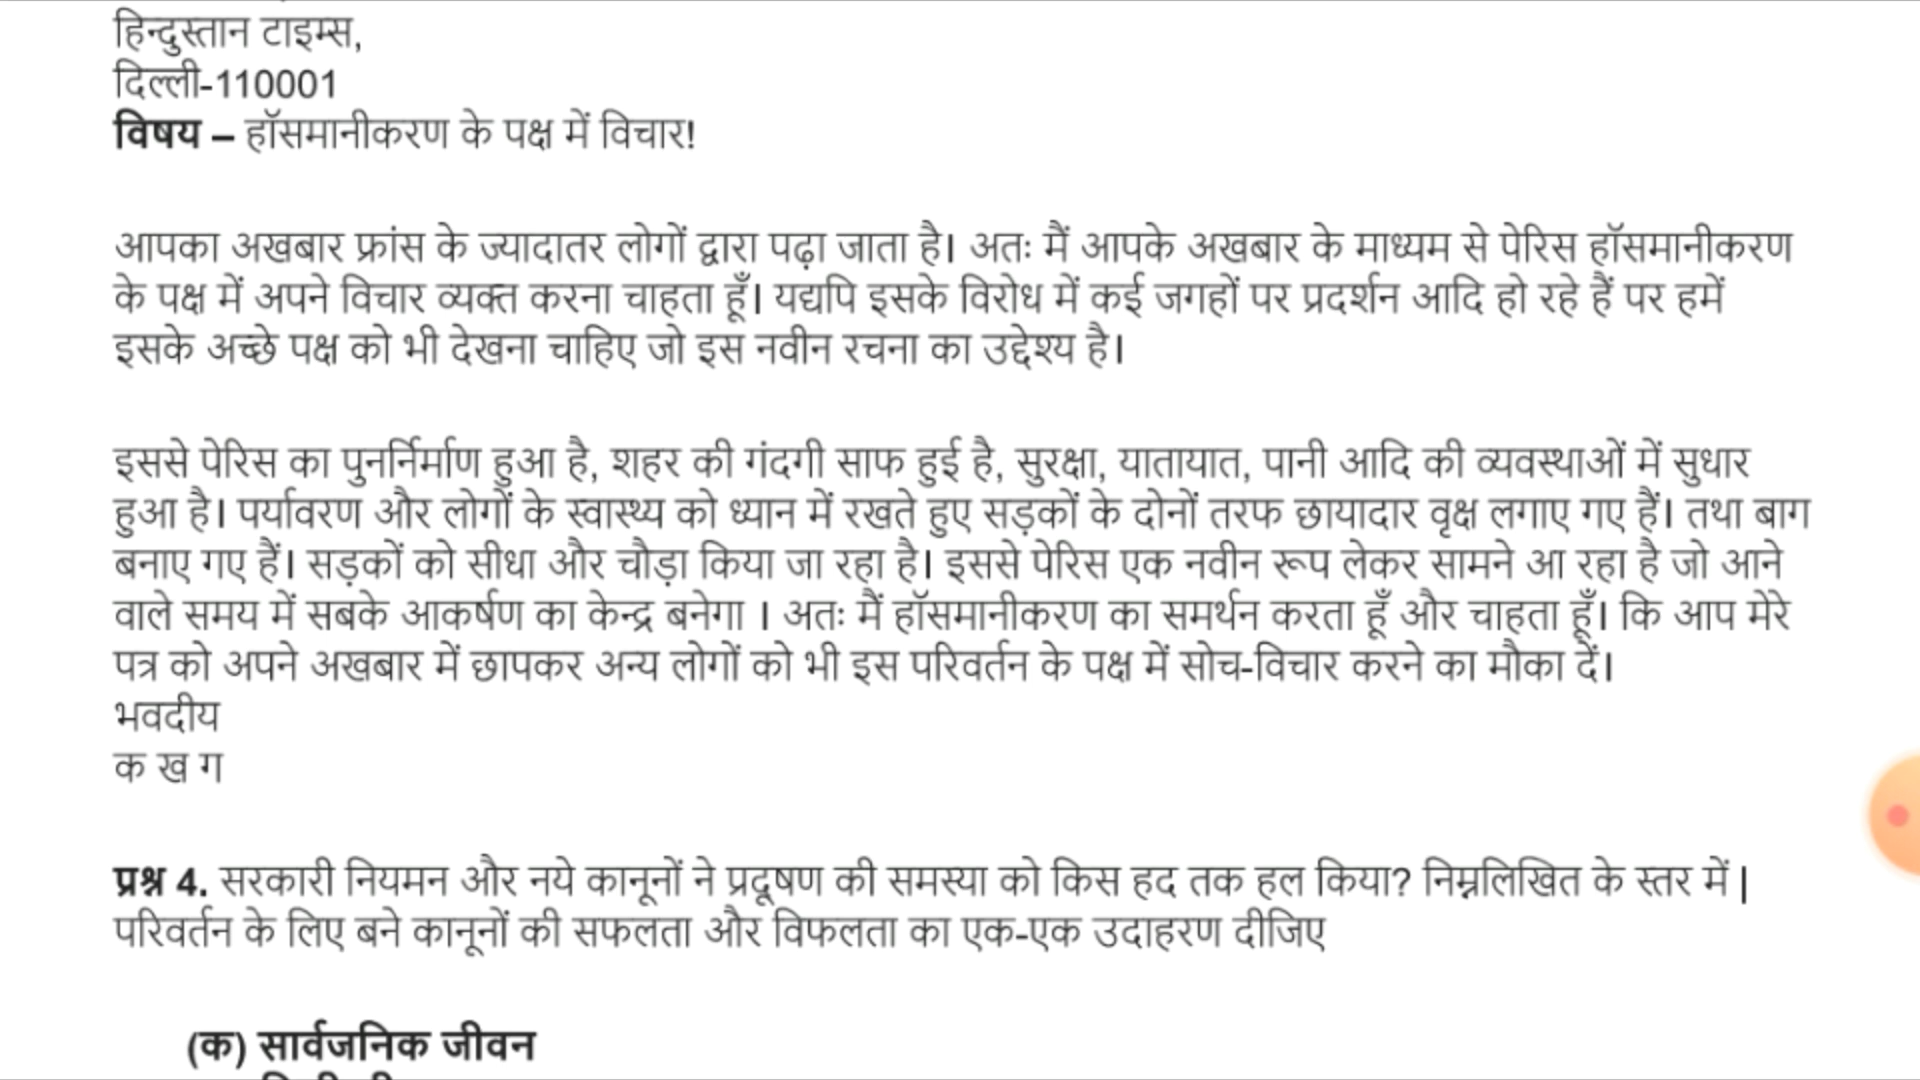 हिन्दुस्तान टाइम्स,
दिल्ली-110001
विषय – हॉसमानीकरण के पक्ष में विचार!
आपका अखबार फ्रांस के ज्यादातर लोगों द्वारा पढ़ा जाता है। अतः मैं आपके अखबार के माध्यम से पेरिस हॉसमानीकरण
के पक्ष में अपने विचार व्यक्त करना चाहता हूँ। यद्यपि इसके विरोध में कई जगहों पर प्रदर्शन आदि हो रहे हैं पर हमें
इसके अच्छे पक्ष को भी देखना चाहिए जो इस नवीन रचना का उद्देश्य है।
इससे पेरिस का पुनर्निर्माण हुआ है, शहर की गंदगी साफ हुई है, सुरक्षा, यातायात, पानी आदि की व्यवस्थाओं में सुधार
हुआ है। पर्यावरण और लोगों के स्वास्थ्य को ध्यान में रखते हुए सड़कों के दोनों तरफ छायादार वृक्ष लगाए गए हैं। तथा बाग
बनाए गए हैं। सड़कों को सीधा और चौड़ा किया जा रहा है। इससे पेरिस एक नवीन रूप लेकर सामने आ रहा है जो आने
वाले समय में सबके आकर्षण का केन्द्र बनेगा । अतः मैं हॉसमानीकरण का समर्थन करता हूँ और चाहता हूँ। कि आप मेरे
पत्र को अपने अखबार में छापकर अन्य लोगों को भी इस परिवर्तन के पक्ष में सोच-विचार करने का मौका दें।
भवदीय
क ख ग
प्रश्न 4. सरकारी नियमन और नये कानूनों ने प्रदूषण की समस्या को किस हद तक हल किया? निम्नलिखित के स्तर में |
परिवर्तन के लिए बने कानूनों की सफलता और विफलता का एक-एक उदाहरण दीजिए
(क) सार्वजनिक जीवन